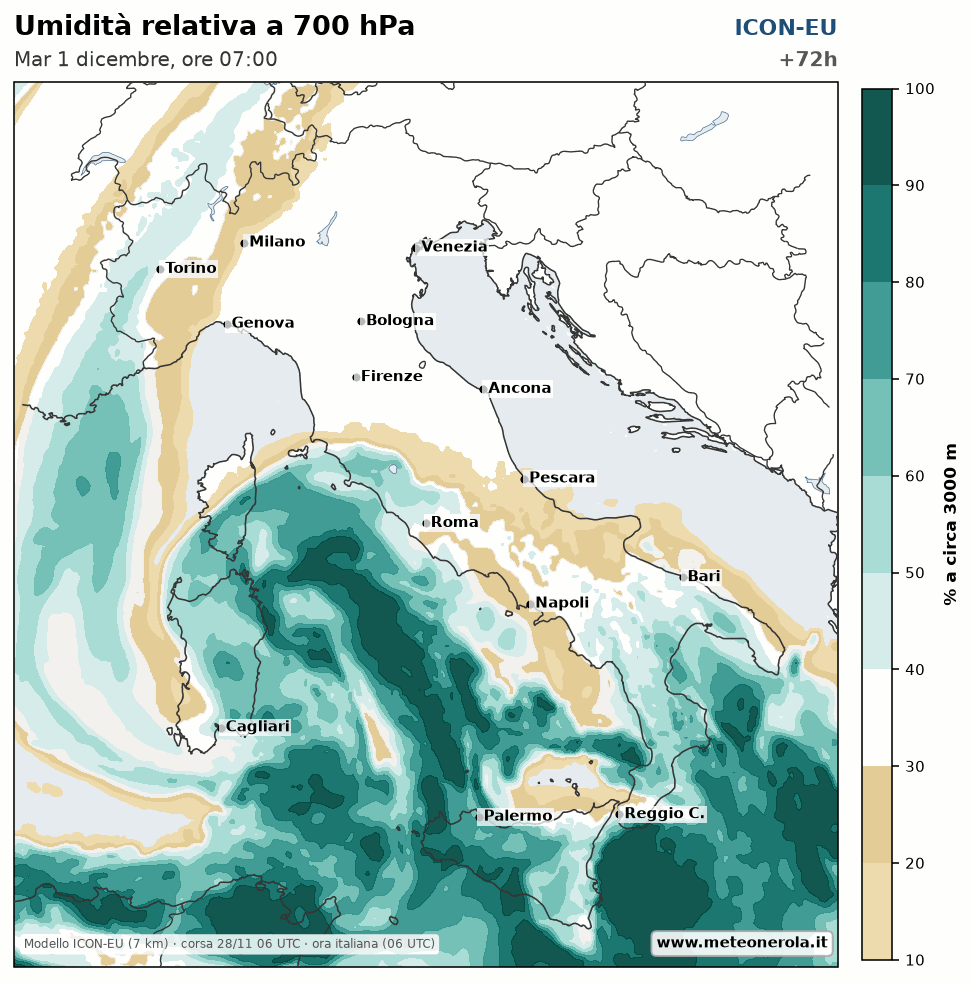 Umidità relativa a 700 hPa
ICON-EU
Mar 1 dicembre, ore 07:00
+72h
100
90
80
70
60
50
40
30
20
10
% a circa 3000 m
Milano
Venezia
Torino
Genova
Bologna
Firenze
Ancona
Pescara
Roma
Bari
Napoli
Cagliari
Palermo
Reggio C.
Modello ICON-EU (7 km) · corsa 28/11 06 UTC · ora italiana (06 UTC)
www.meteonerola.it